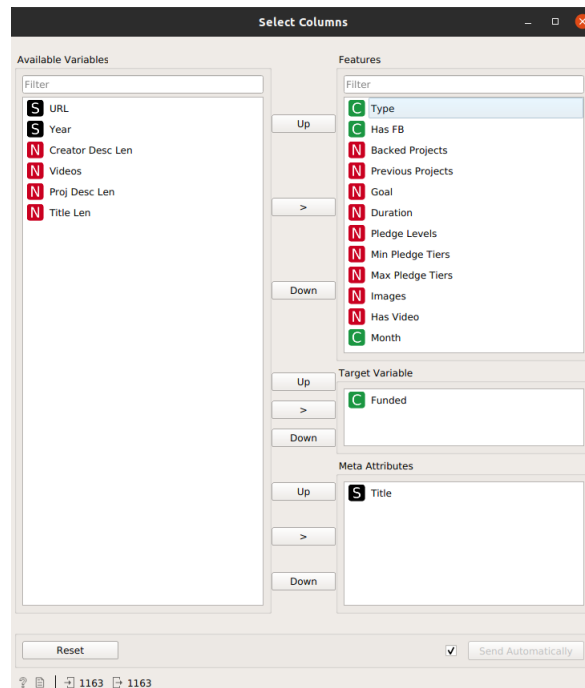 Select Columns
Available Variables
Filter
S URL
S Year
N Creator Desc Len
N Videos
N Proj Desc Len
N Title Len
Up
>
Down
Up
>
Down
Up
>
Down
Features
Filter
C Type
C Has FB
N Backed Projects
N Previous Projects
N Goal
N Duration
N Pledge Levels
N Min Pledge Tiers
N Max Pledge Tiers
N Images
N Has Video
C Month
Target Variable
C Funded
Meta Attributes
S Title
Reset
Send Automatically
? 1163 1163